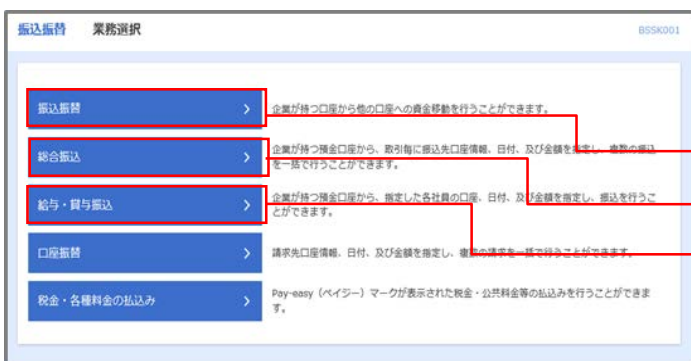 振込振替 業務選択 BSSK001
振込振替 企業が持つ口座から他の口座への資金移動を行うことができます。
総合振込 企業が持つ預金口座から、取引毎に振込先口座情報、日付、及び金額を指定し、複数の振込
を一括で行うことができます。
給与・賞与振込 企業が持つ預金口座から、指定した各社員の口座、日付、及び金額を指定し、振込を行うこ
とができます。
口座振替 請求先口座情報、日付、及び金額を指定し、複数の請求を一括で行うことができます。
税金・各種料金の払込み Pay-easy（ペイジー）マークが表示された税金・公共料金等の払込みを行うことができま
す。